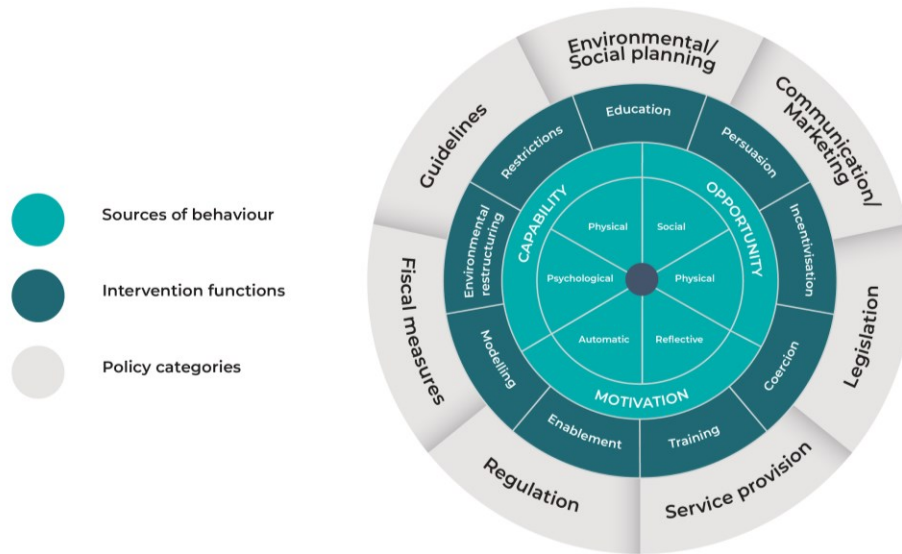 Sources of behaviour
Intervention functions
Policy categories
Environmental/
Social planning
Communication/
Marketing
Legislation
Service provision
Regulation
Fiscal measures
Guidelines
Education
Persuasion
Incentivisation
Coercion
Training
Enablement
Modelling
Environmental
restructuring
Restrictions
CAPABILITY
OPPORTUNITY
MOTIVATION
Physical
Social
Psychological
Physical
Automatic
Reflective